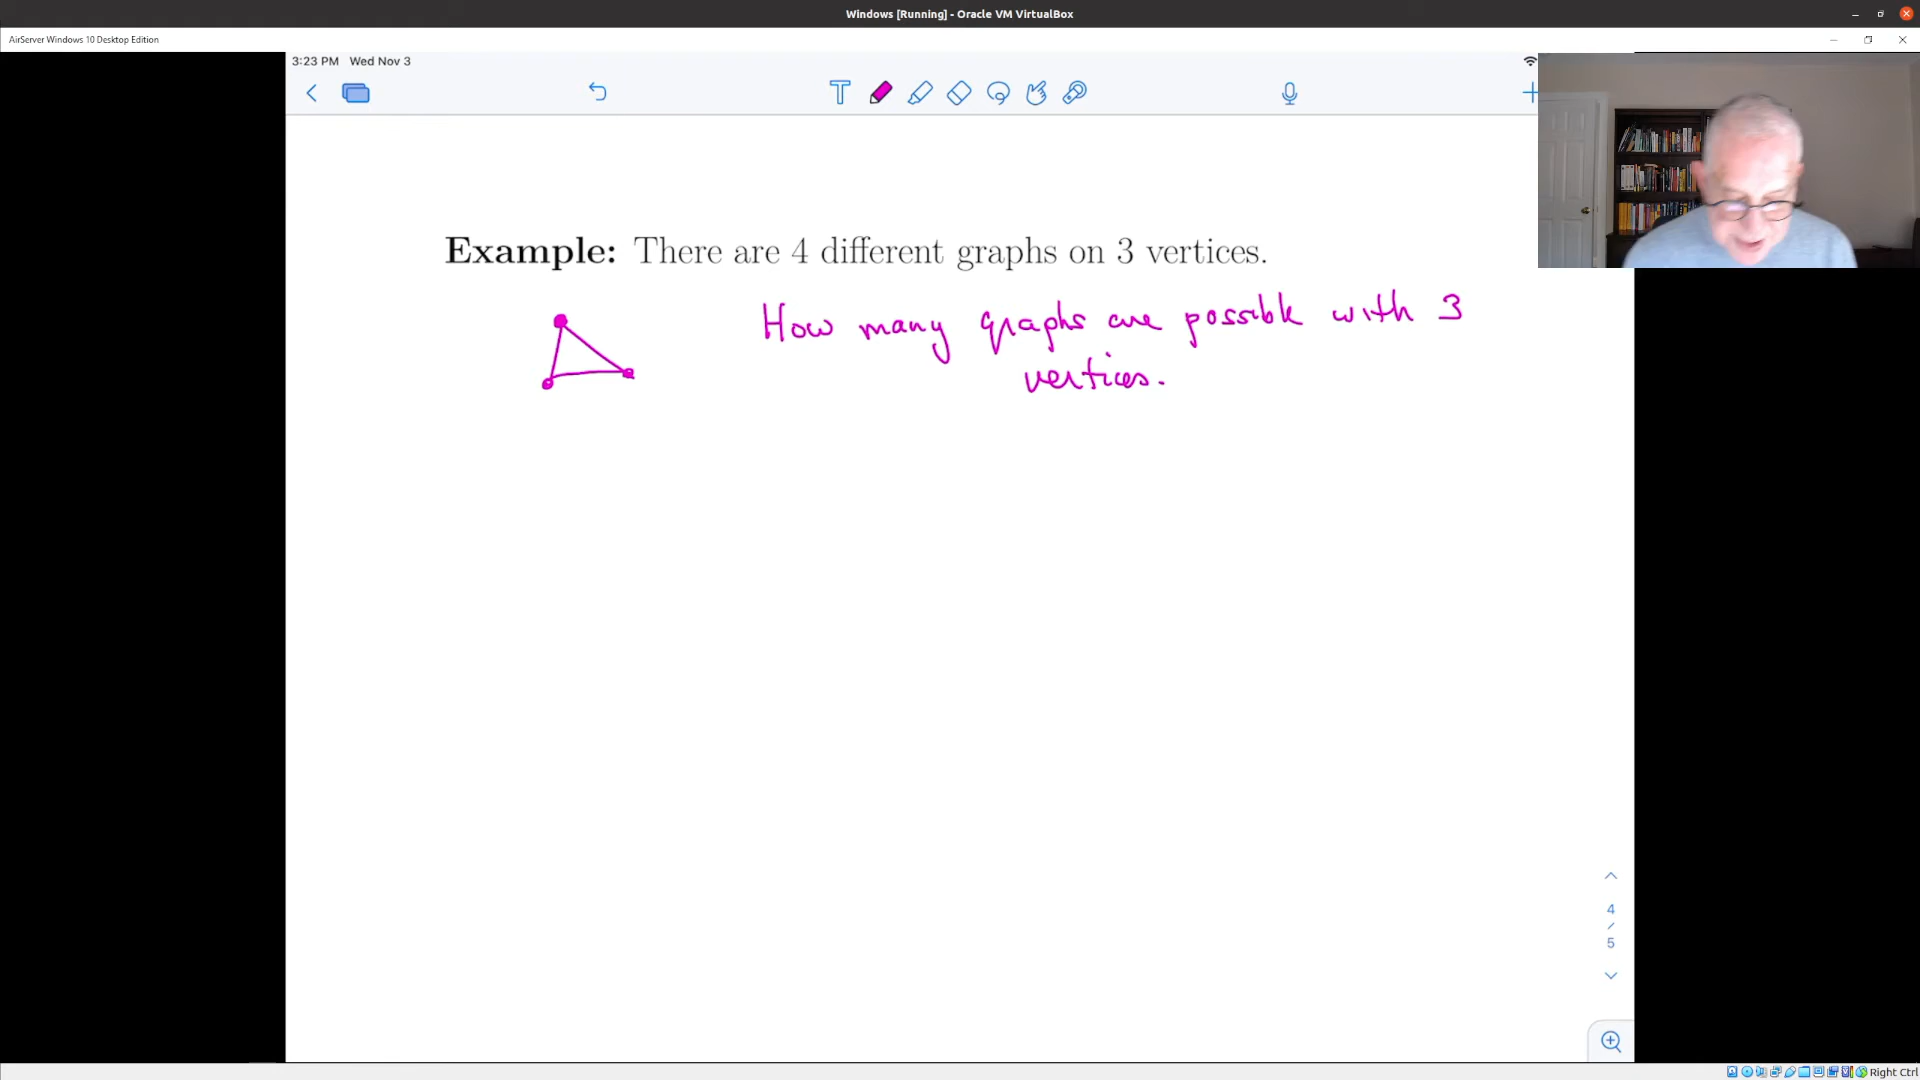 Windows [Running] - Oracle VM VirtualBox
AirServer Windows 10 Desktop Edition
3:23 PM Wed Nov 3
T
Example: There are 4 different graphs on 3 vertices.
How many graphs are possible with 3
vertices.
4
/
5
Right Ctrl